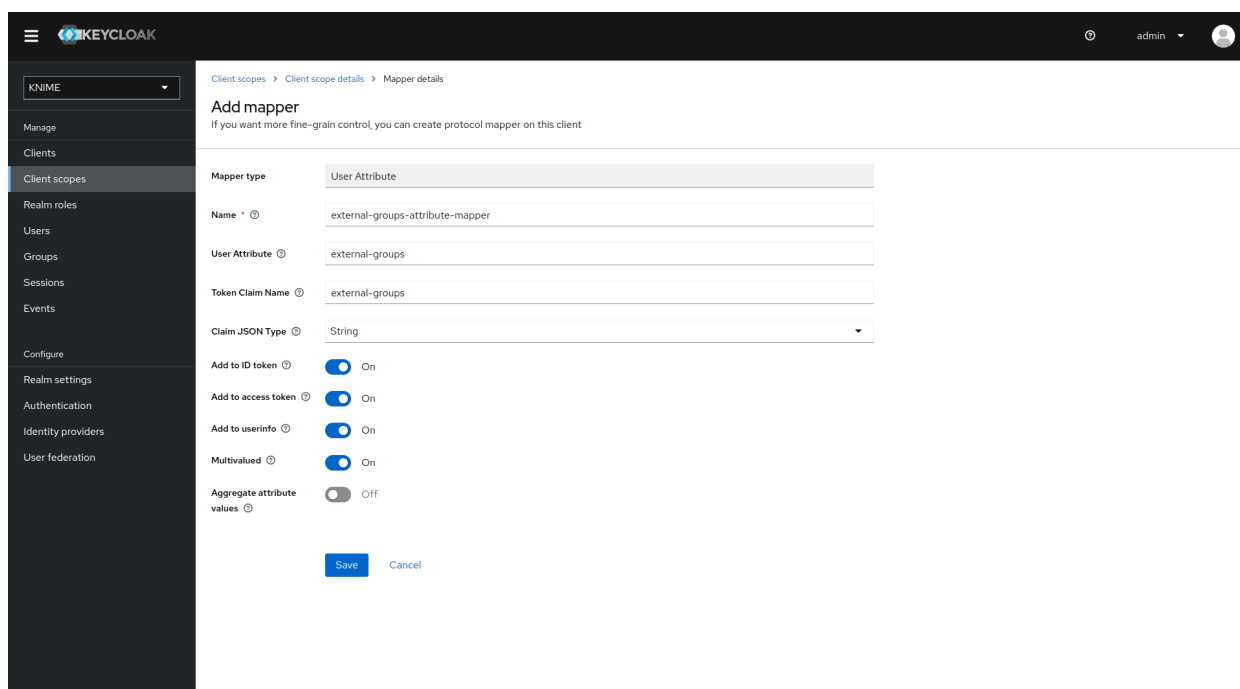 KEYCLOAK
admin
KNIME
Manage
Clients
Client scopes
Realm roles
Users
Groups
Sessions
Events
Configure
Realm settings
Authentication
Identity providers
User federation
Client scopes > Client scope details > Mapper details
Add mapper
If you want more fine-grain control, you can create protocol mapper on this client
Mapper type User Attribute
Name * external-groups-attribute-mapper
User Attribute external-groups
Token Claim Name external-groups
Claim JSON Type String
Add to ID token On
Add to access token On
Add to userinfo On
Multivalued On
Aggregate attribute
values Off
Save Cancel